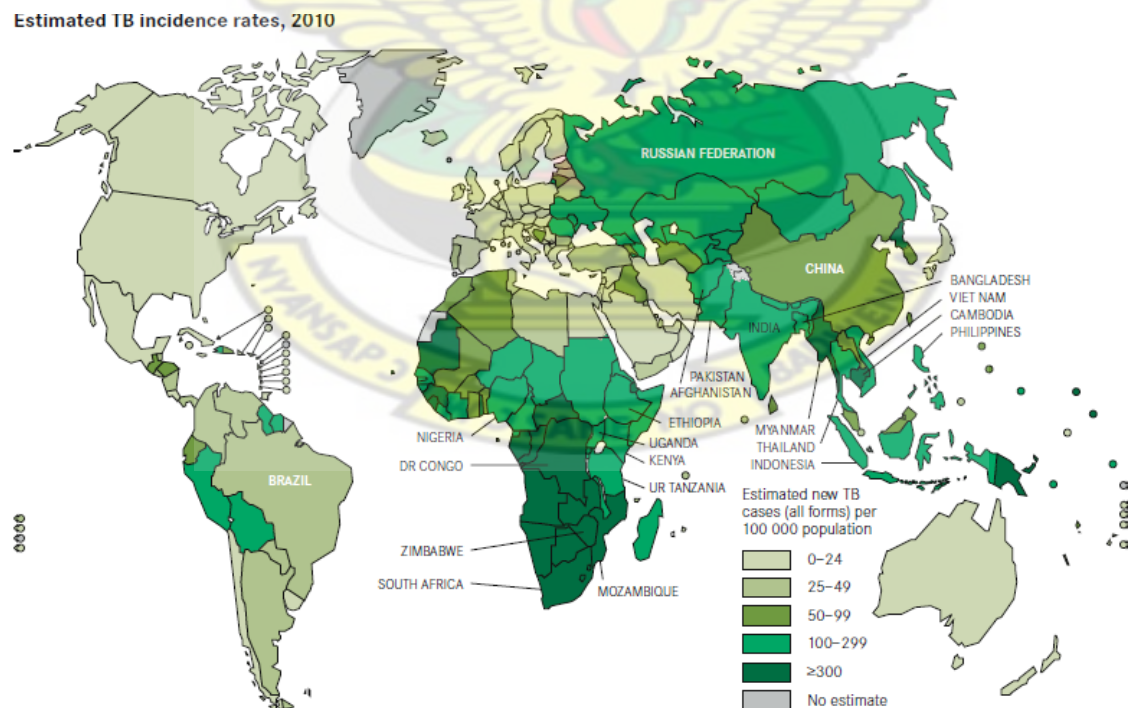 Estimated TB incidence rates, 2010
RUSSIAN FEDERATION
CHINA
BANGLADESH
VIET NAM
CAMBODIA
PHILIPPINES
INDIA
PAKISTAN
AFGHANISTAN
ETHIOPIA
NIGERIA
UGANDA
KENYA
DR CONGO
UR TANZANIA
MYANMAR
THAILAND
INDONESIA
BRAZIL
ZIMBABWE
SOUTH AFRICA
MOZAMBIQUE
Estimated new TB
cases (all forms) per
100 000 population
0–24
25–49
50–99
100–299
≥300
No estimate
NYANSAP